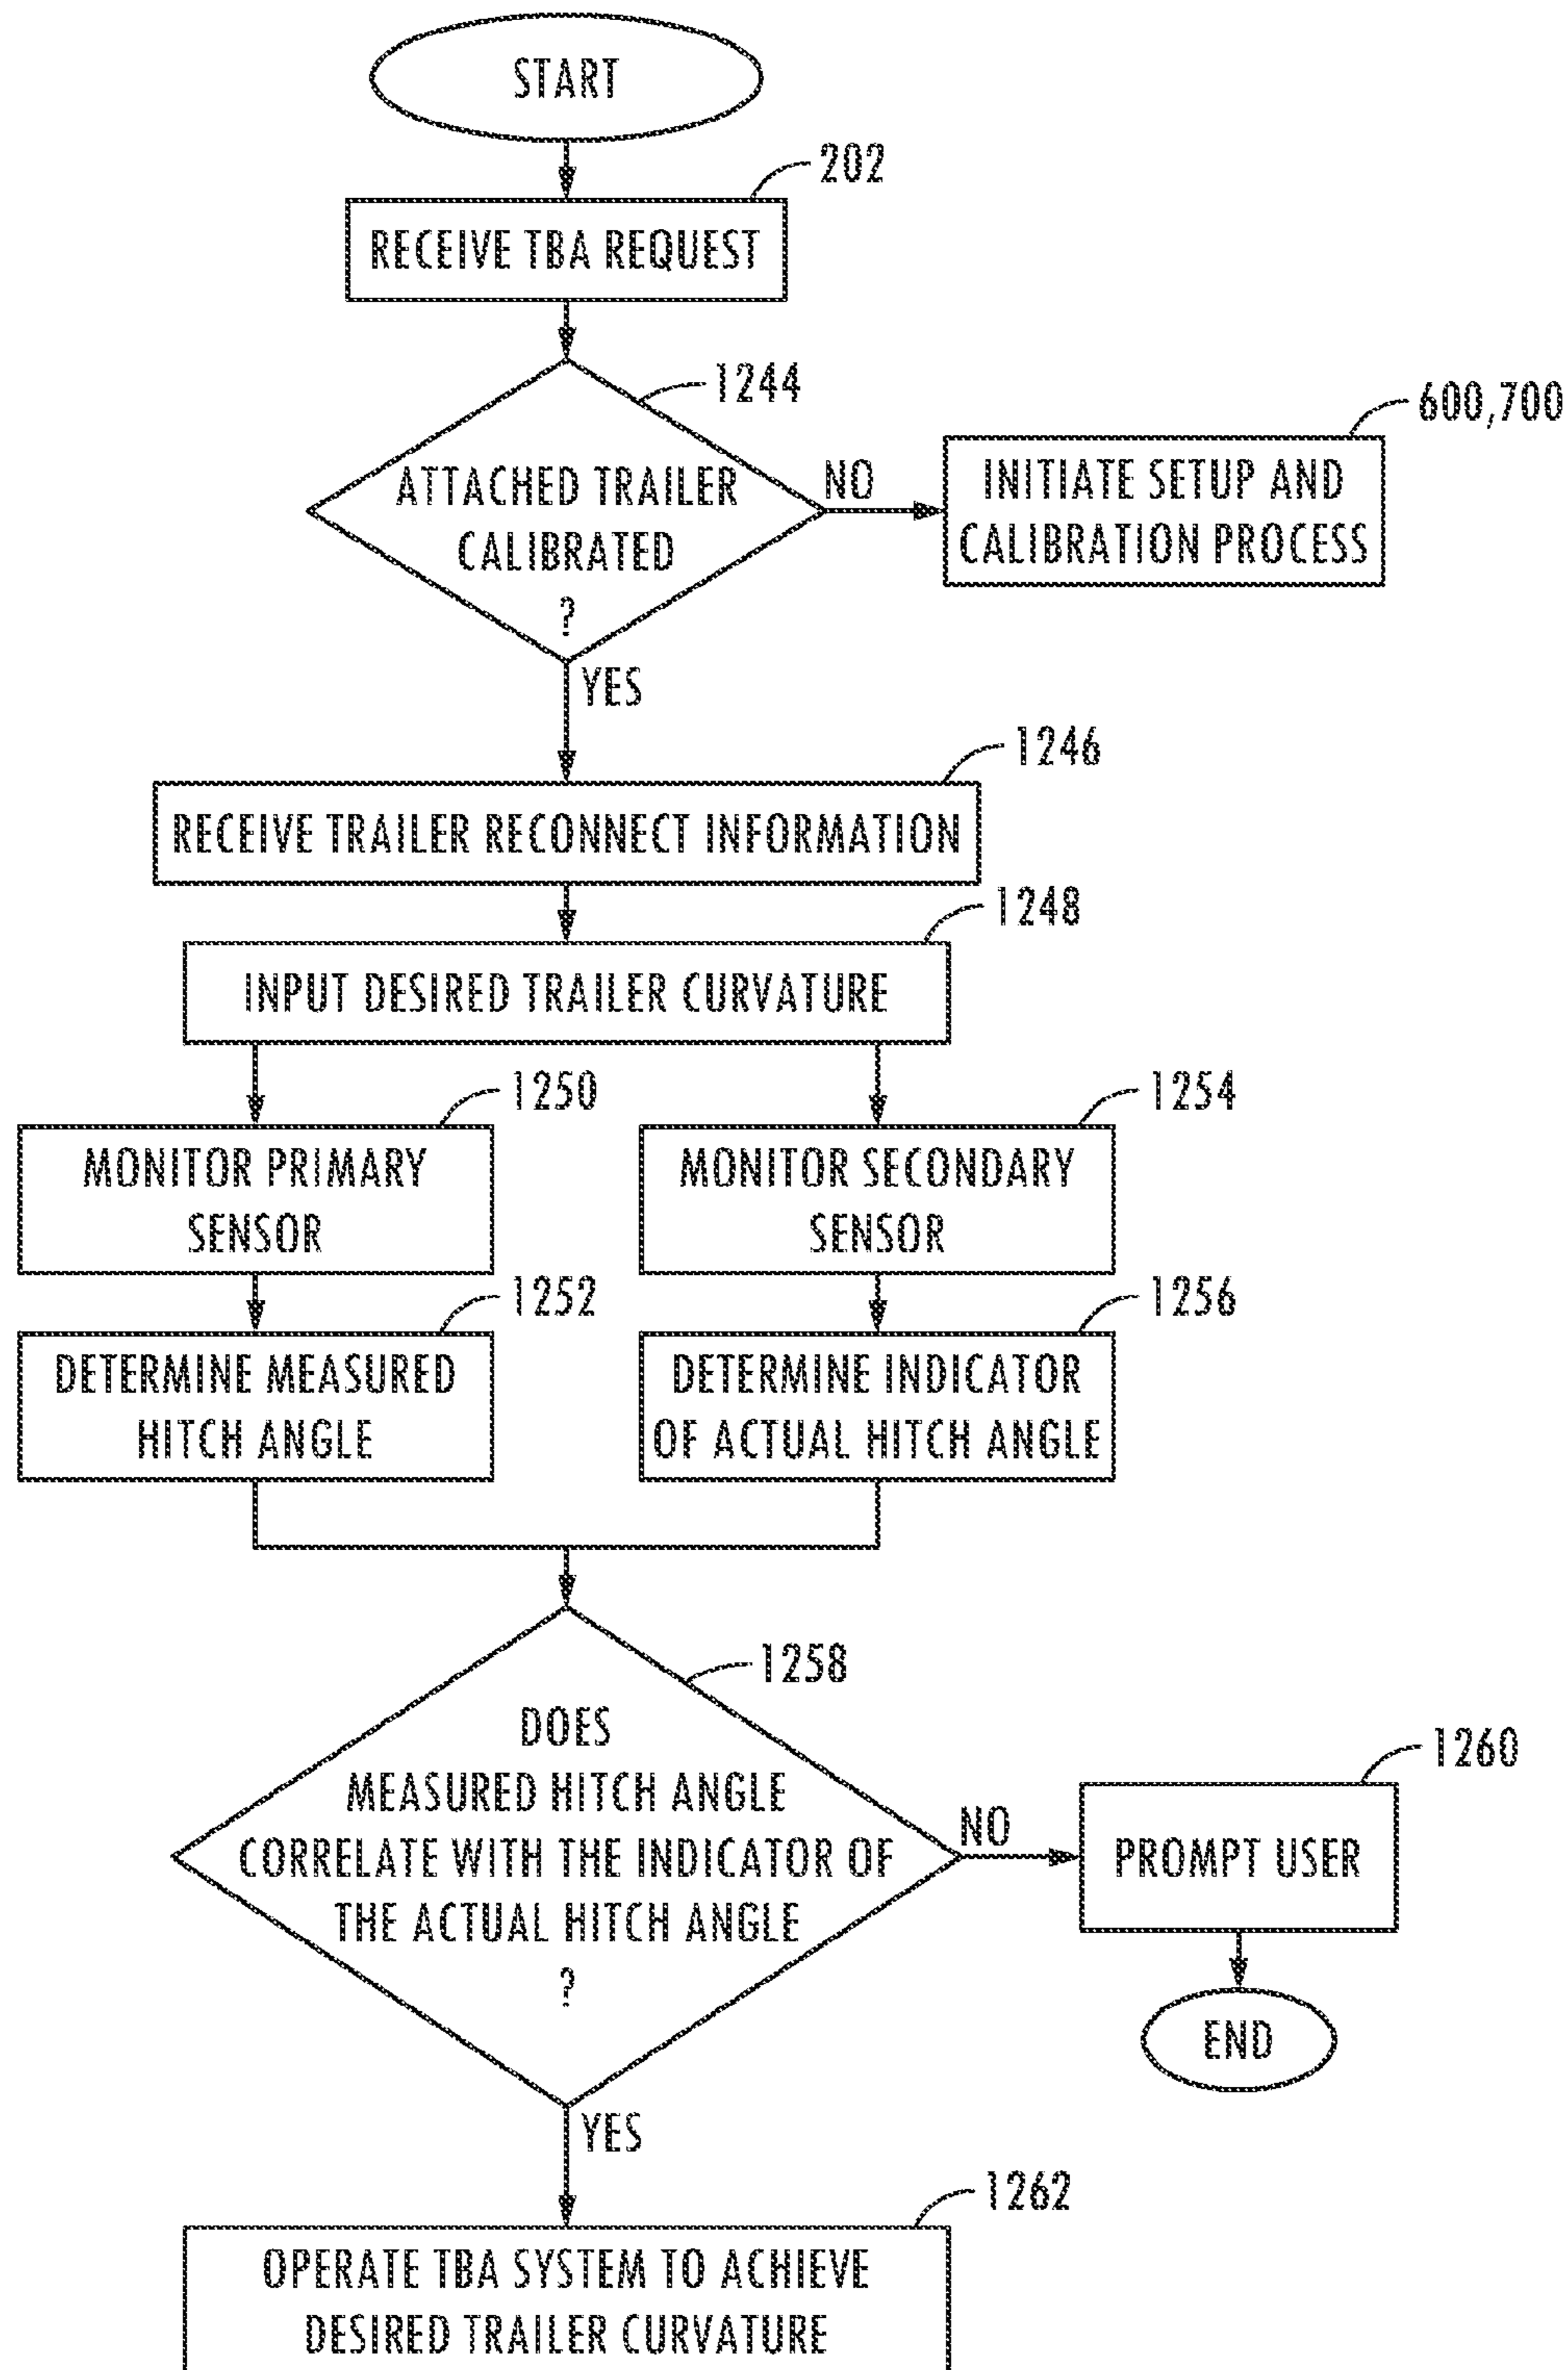 START
202
RECEIVE TBA REQUEST
1244
600,700
ATTACHED TRAILER
CALIBRATED
?
NO
INITIATE SETUP AND
CALIBRATION PROCESS
YES
1246
RECEIVE TRAILER RECONNECT INFORMATION
1248
INPUT DESIRED TRAILER CURVATURE
1250
MONITOR PRIMARY
SENSOR
1254
MONITOR SECONDARY
SENSOR
1252
DETERMINE MEASURED
HITCH ANGLE
1256
DETERMINE INDICATOR
OF ACTUAL HITCH ANGLE
1258
DOES
MEASURED HITCH ANGLE
CORRELATE WITH THE INDICATOR OF
THE ACTUAL HITCH ANGLE
?
NO
1260
PROMPT USER
END
YES
1262
OPERATE TBA SYSTEM TO ACHIEVE
DESIRED TRAILER CURVATURE